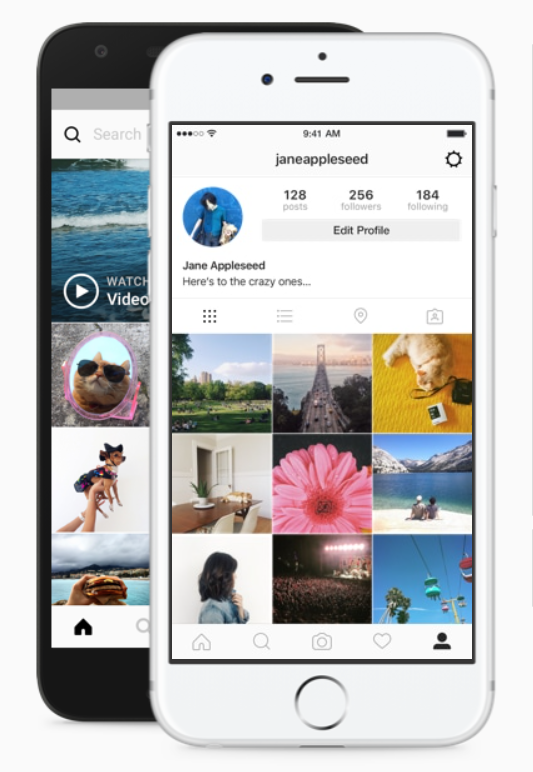 Search
WATCH
Video
9:41 AM
janeappleseed
128
256
184
posts
followers
following
Edit Profile
Jane Appleseed
Here's to the crazy ones...